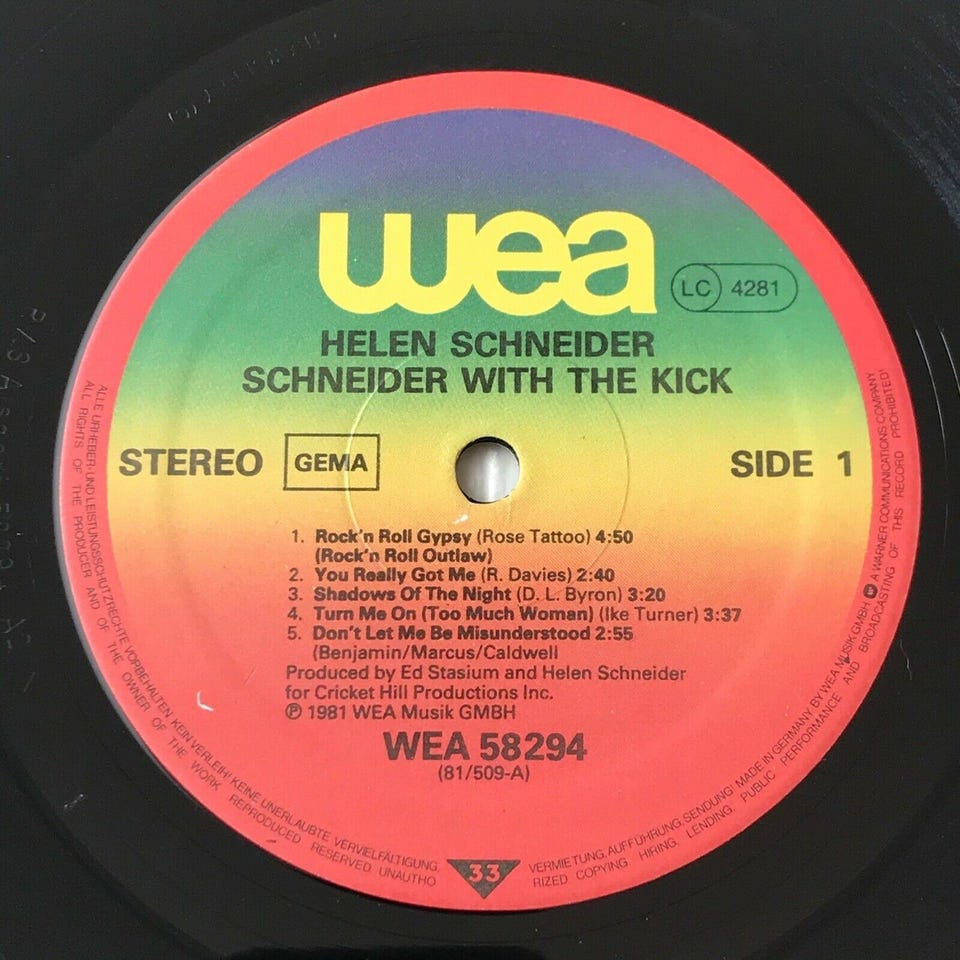 wea
LC 4281
HELEN SCHNEIDER
SCHNEIDER WITH THE KICK
STEREO GEMA SIDE 1
1. Rock'n Roll Gypsy (Rose Tattoo) 4:50
(Rock'n Roll Outlaw)
2. You Really Got Me (R. Davies) 2:40
3. Shadows Of The Night (D. L. Byron) 3:20
4. Turn Me On (Too Much Woman) (Ike Turner) 3:37
5. Don't Let Me Be Misunderstood 2:55
(Benjamin/Marcus/Caldwell
Produced by Ed Stasium and Helen Schneider
for Cricket Hill Productions Inc.
℗ 1981 WEA Musik GMBH
WEA 58294
(81/509-A)
33
ALLE URHEBER- UND LEISTUNGSSCHUTZRECHTE VORBEHALTEN. KEIN VERLEIH! KEINE UNERLAUBTE VERVIELFÄLTIGUNG,
VERMIETUNG, AUFFÜHRUNG, SENDUNG! MADE IN GERMANY BY WEA MUSIK GMBH A WARNER COMMUNICATIONS COMPANY
ALL RIGHTS OF THE PRODUCER AND OF THE OWNER OF THE WORK REPRODUCED RESERVED UNAUTHO
RIZED COPYING HIRING, LENDING PUBLIC PERFORMANCE AND BROADCASTING OF THIS RECORD PROHIBITED!